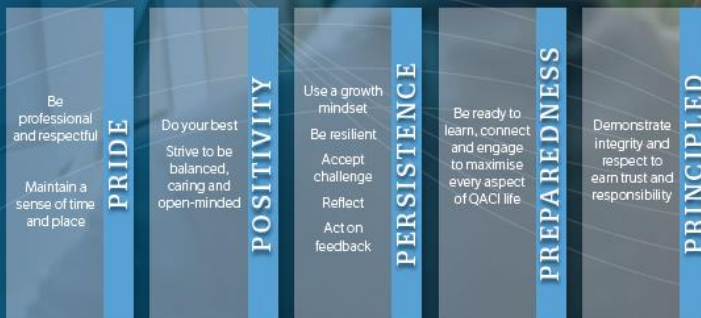 Be
professional
and respectful
Maintain a
sense of time
and place
PRIDE
Do your best
Strive to be
balanced,
caring and
open-minded
POSITIVITY
Use a growth
mindset
Be resilient
Accept
challenge
Reflect
Act on
feedback
PERSISTENCE
Be ready to
learn, connect
and engage
to maximise
every aspect
of QACI life
PREPAREDNESS
Demonstrate
integrity and
respect to
earn trust and
responsibility
PRINCIPLED